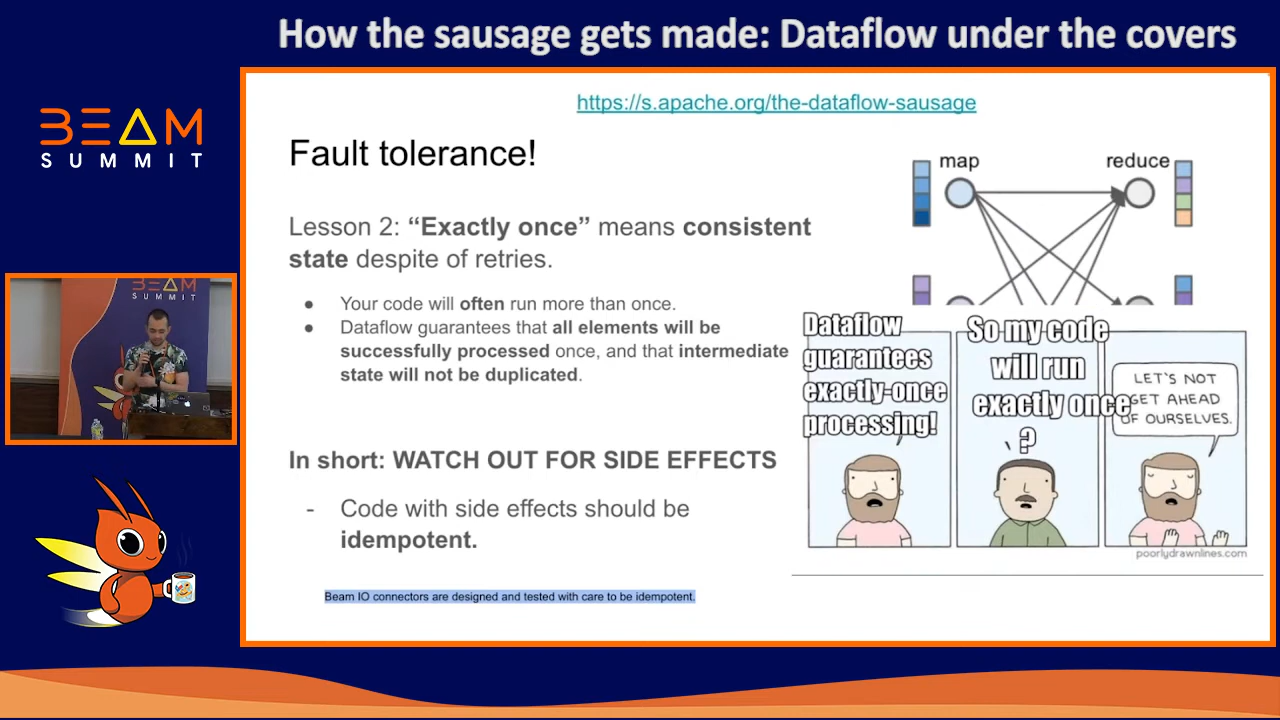 How the sausage gets made: Dataflow under the covers
BEAM
SUMMIT
https://s.apache.org/the-dataflow-sausage
Fault tolerance!
map
reduce
Lesson 2: “Exactly once” means consistent
state despite of retries.
● Your code will often run more than once.
● Dataflow guarantees that all elements will be
successfully processed once, and that intermediate
state will not be duplicated.
In short: WATCH OUT FOR SIDE EFFECTS
- Code with side effects should be
idempotent.
Beam IO connectors are designed and tested with care to be idempotent.
Dataflow
guarantees
exactly-once
processing!
So my code
will run
exactly once
?
LET'S NOT
GET AHEAD
OF OURSELVES.
poorlydrawnlines.com
BEAM
SUMMIT